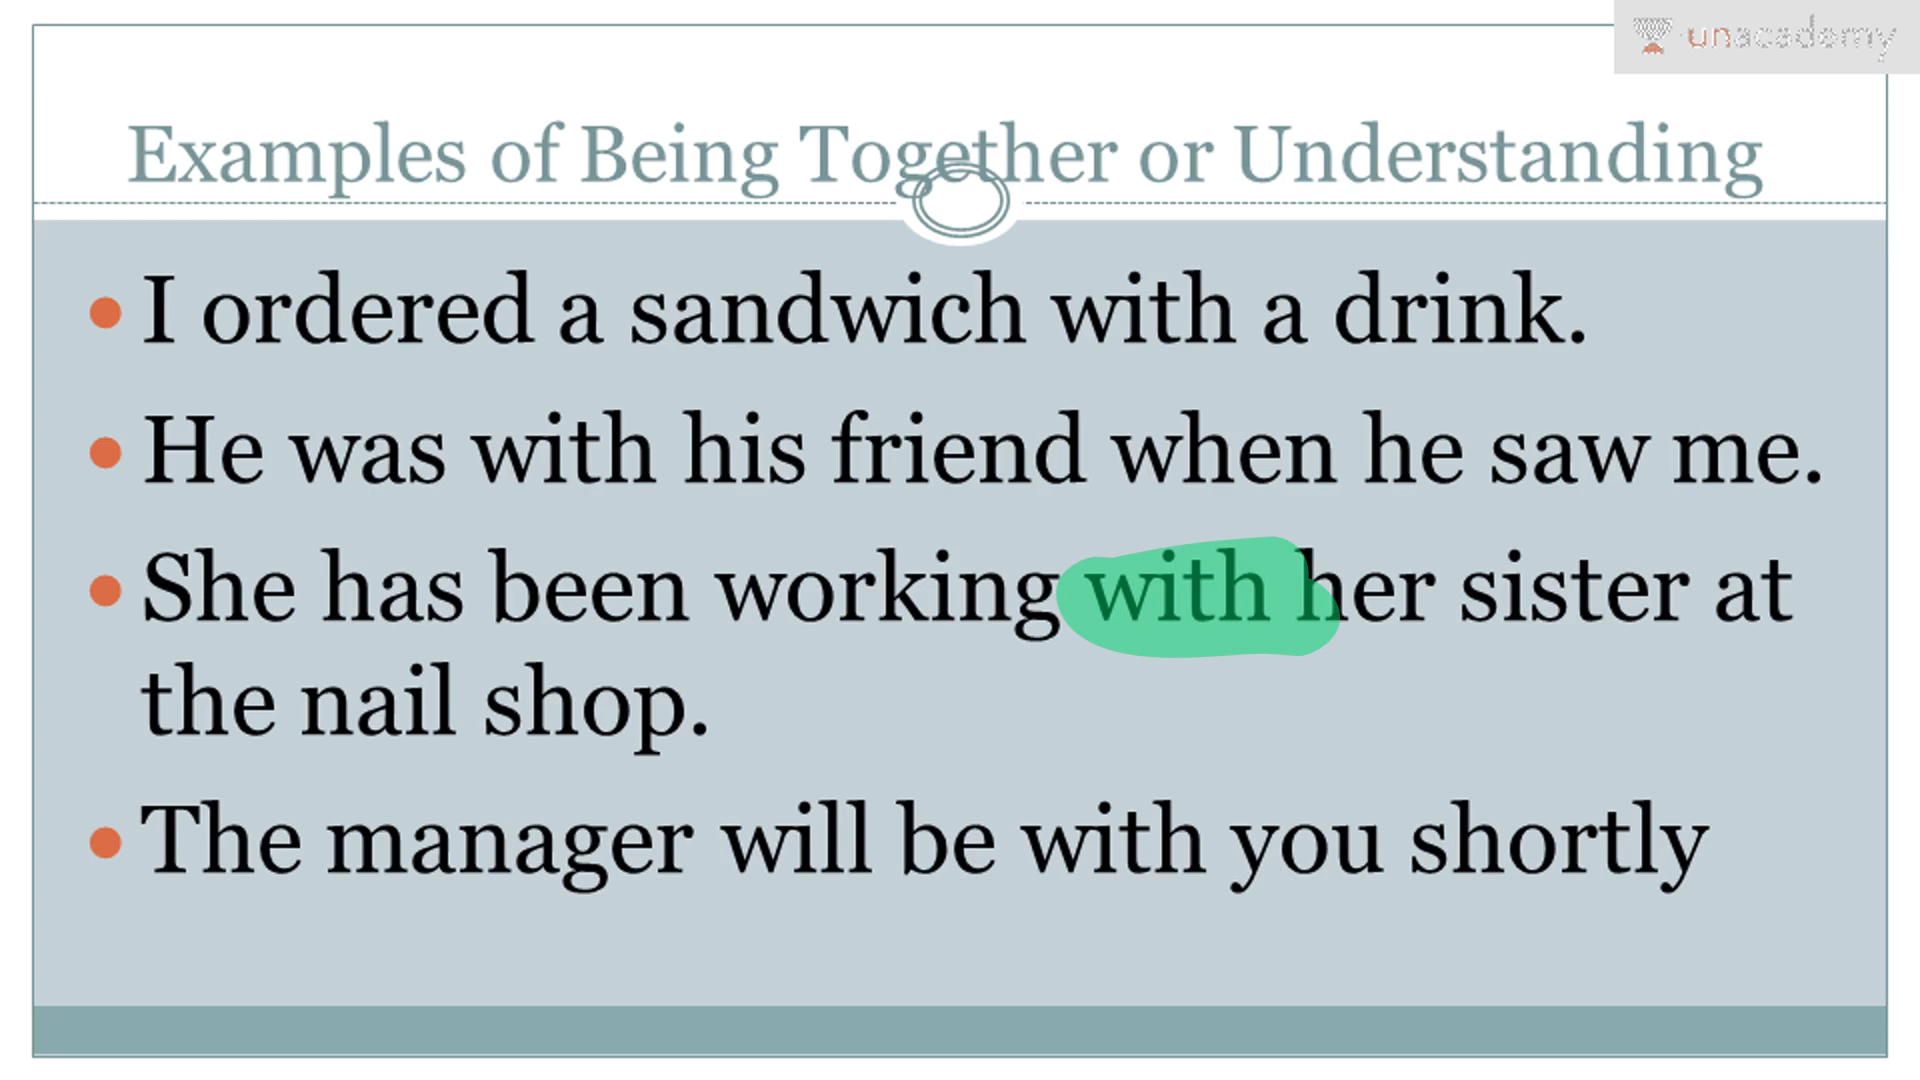 unacademy
Examples of Being Together or Understanding
I ordered a sandwich with a drink.
He was with his friend when he saw me.
She has been working with her sister at
the nail shop.
The manager will be with you shortly